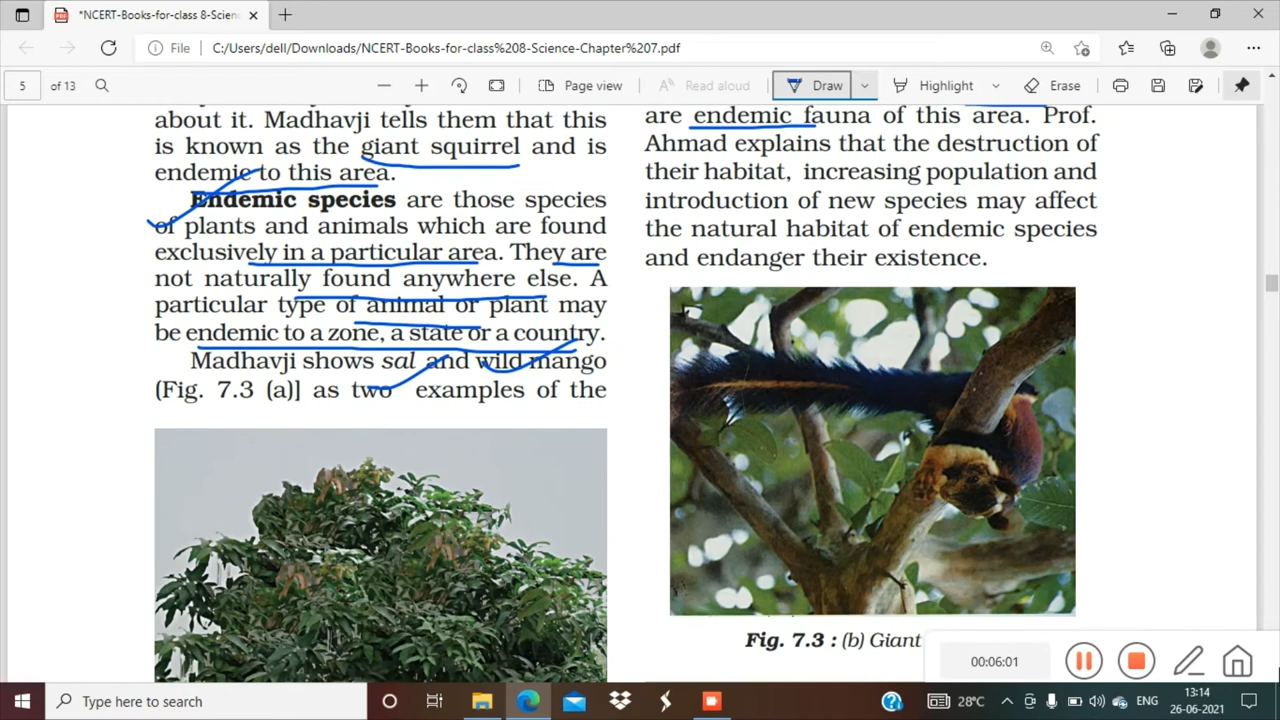 *NCERT-Books-for-class 8-Scien
File C:/Users/dell/Downloads/NCERT-Books-for-class%208-Science-Chapter%207.pdf
5 of 13 Page view Read aloud Draw Highlight Erase
about it. Madhavji tells them that this
is known as the giant squirrel and is
endemic to this area.
Endemic species are those species
of plants and animals which are found
exclusively in a particular area. They are
not naturally found anywhere else. A
particular type of animal or plant may
be endemic to a zone, a state or a country.
Madhavji shows sal and wild mango
(Fig. 7.3 (a)] as two examples of the
are endemic fauna of this area. Prof.
Ahmad explains that the destruction of
their habitat, increasing population and
introduction of new species may affect
the natural habitat of endemic species
and endanger their existence.
Fig. 7.3 : (b) Giant
00:06:01
Type here to search
28°C ENG 13:14
26-06-2021